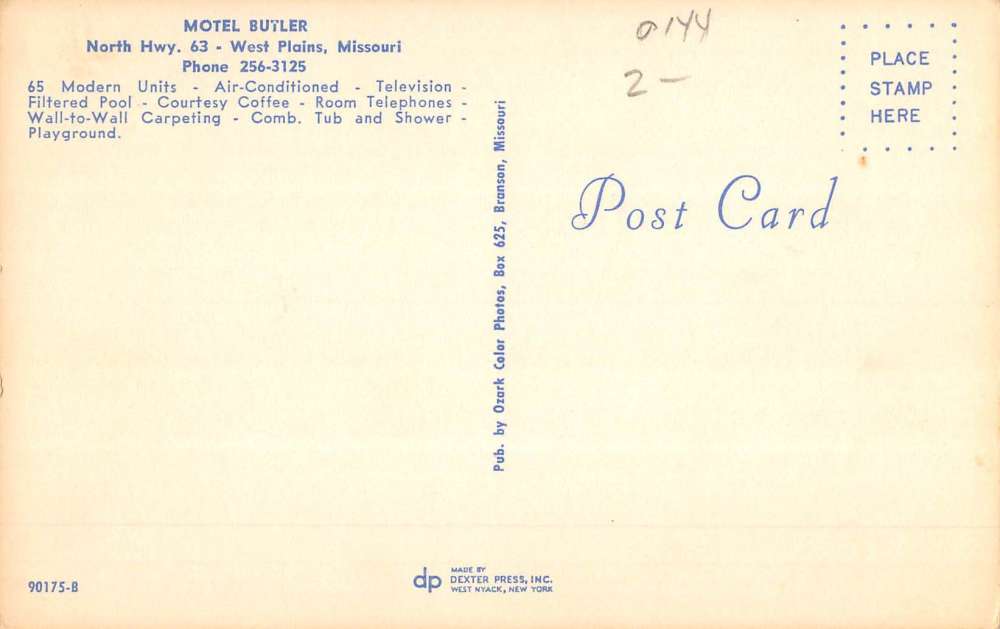 MOTEL BUTLER
North Hwy. 63 - West Plains, Missouri
Phone 256-3125
65 Modern Units - Air-Conditioned - Television -
Filtered Pool - Courtesy Coffee - Room Telephones -
Wall-to-Wall Carpeting - Comb. Tub and Shower -
Playground.
Pub. by Ozark Color Photos, Box 625, Branson, Missouri
2-
PLACE
STAMP
HERE
Post Card
90175-B
dp
MADE BY
DEXTER PRESS, INC.
WEST NYACK, NEW YORK